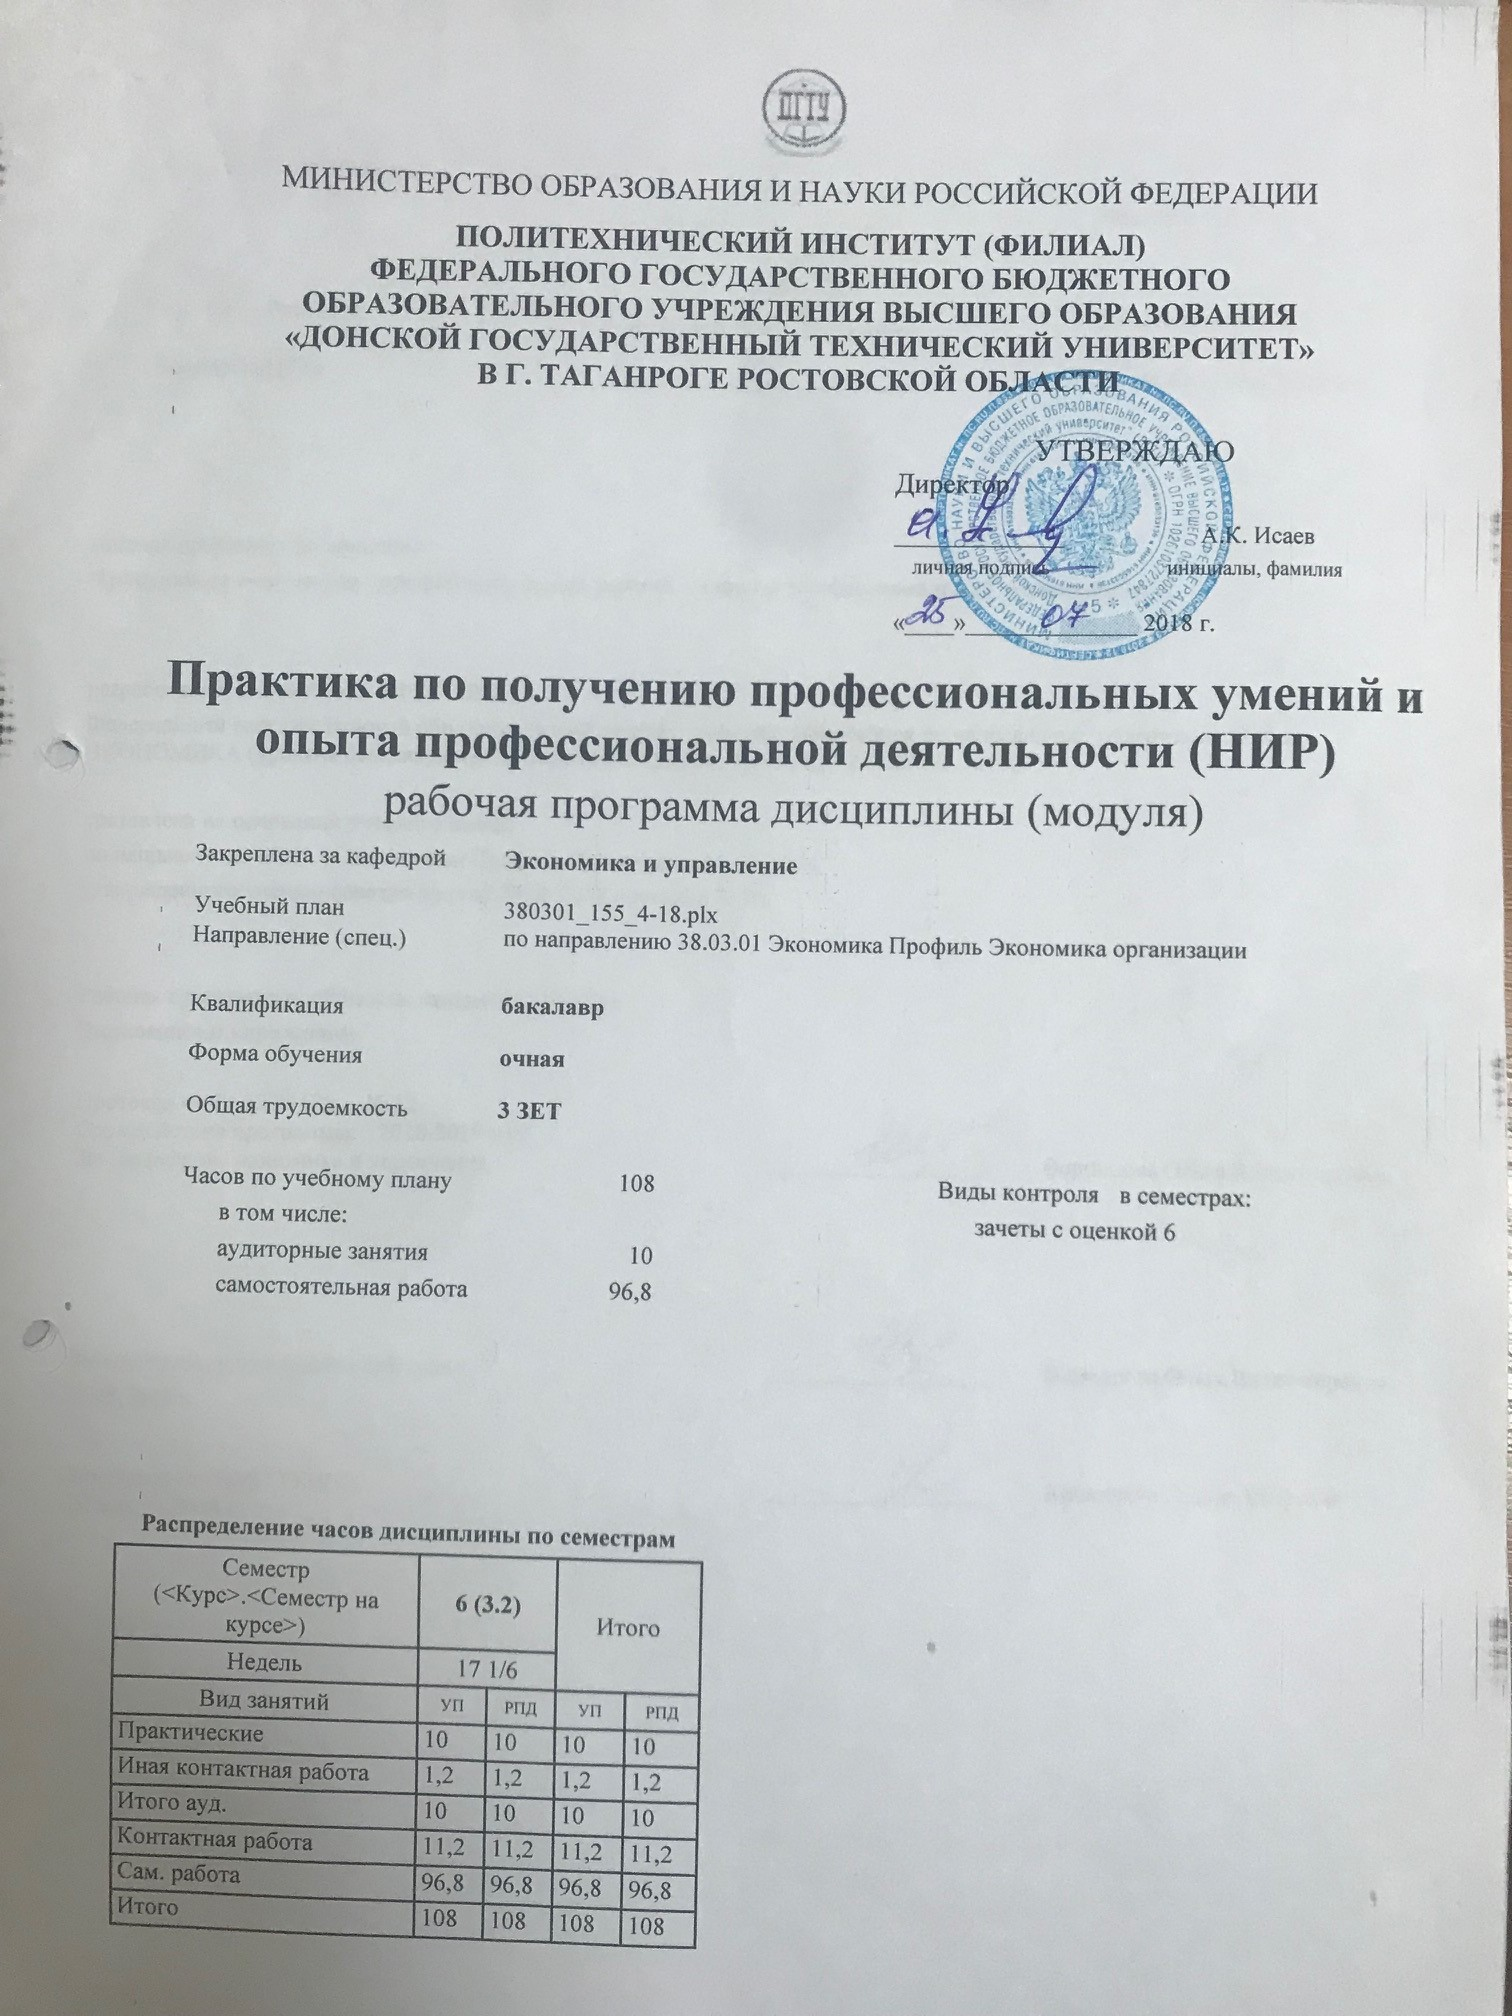 ДГТУ
МИНИСТЕРСТВО ОБРАЗОВАНИЯ И НАУКИ РОССИЙСКОЙ ФЕДЕРАЦИИ
ПОЛИТЕХНИЧЕСКИЙ ИНСТИТУТ (ФИЛИАЛ)
ФЕДЕРАЛЬНОГО ГОСУДАРСТВЕННОГО БЮДЖЕТНОГО
ОБРАЗОВАТЕЛЬНОГО УЧРЕЖДЕНИЯ ВЫСШЕГО ОБРАЗОВАНИЯ
«ДОНСКОЙ ГОСУДАРСТВЕННЫЙ ТЕХНИЧЕСКИЙ УНИВЕРСИТЕТ»
В Г. ТАГАНРОГЕ РОСТОВСКОЙ ОБЛАСТИ
УТВЕРЖДАЮ
Директор
А.К. Исаев
личная подпись инициалы, фамилия
«25» 07 2018 г.
Практика по получению профессиональных умений и
опыта профессиональной деятельности (НИР)
рабочая программа дисциплины (модуля)
Закреплена за кафедрой Экономика и управление
Учебный план 380301_155_4-18.plx
Направление (спец.) по направлению 38.03.01 Экономика Профиль Экономика организации
Квалификация бакалавр
Форма обучения очная
Общая трудоемкость 3 ЗЕТ
Часов по учебному плану 108 Виды контроля в семестрах:
в том числе: зачеты с оценкой 6
аудиторные занятия 10
самостоятельная работа 96,8
Распределение часов дисциплины по семестрам
Семестр
(<Курс>.<Семестр на
курсе>) 6 (3.2) Итого
Недель 17 1/6
Вид занятий УП РПД УП РПД
Практические 10 10 10 10
Иная контактная работа 1,2 1,2 1,2 1,2
Итого ауд. 10 10 10 10
Контактная работа 11,2 11,2 11,2 11,2
Сам. работа 96,8 96,8 96,8 96,8
Итого 108 108 108 108